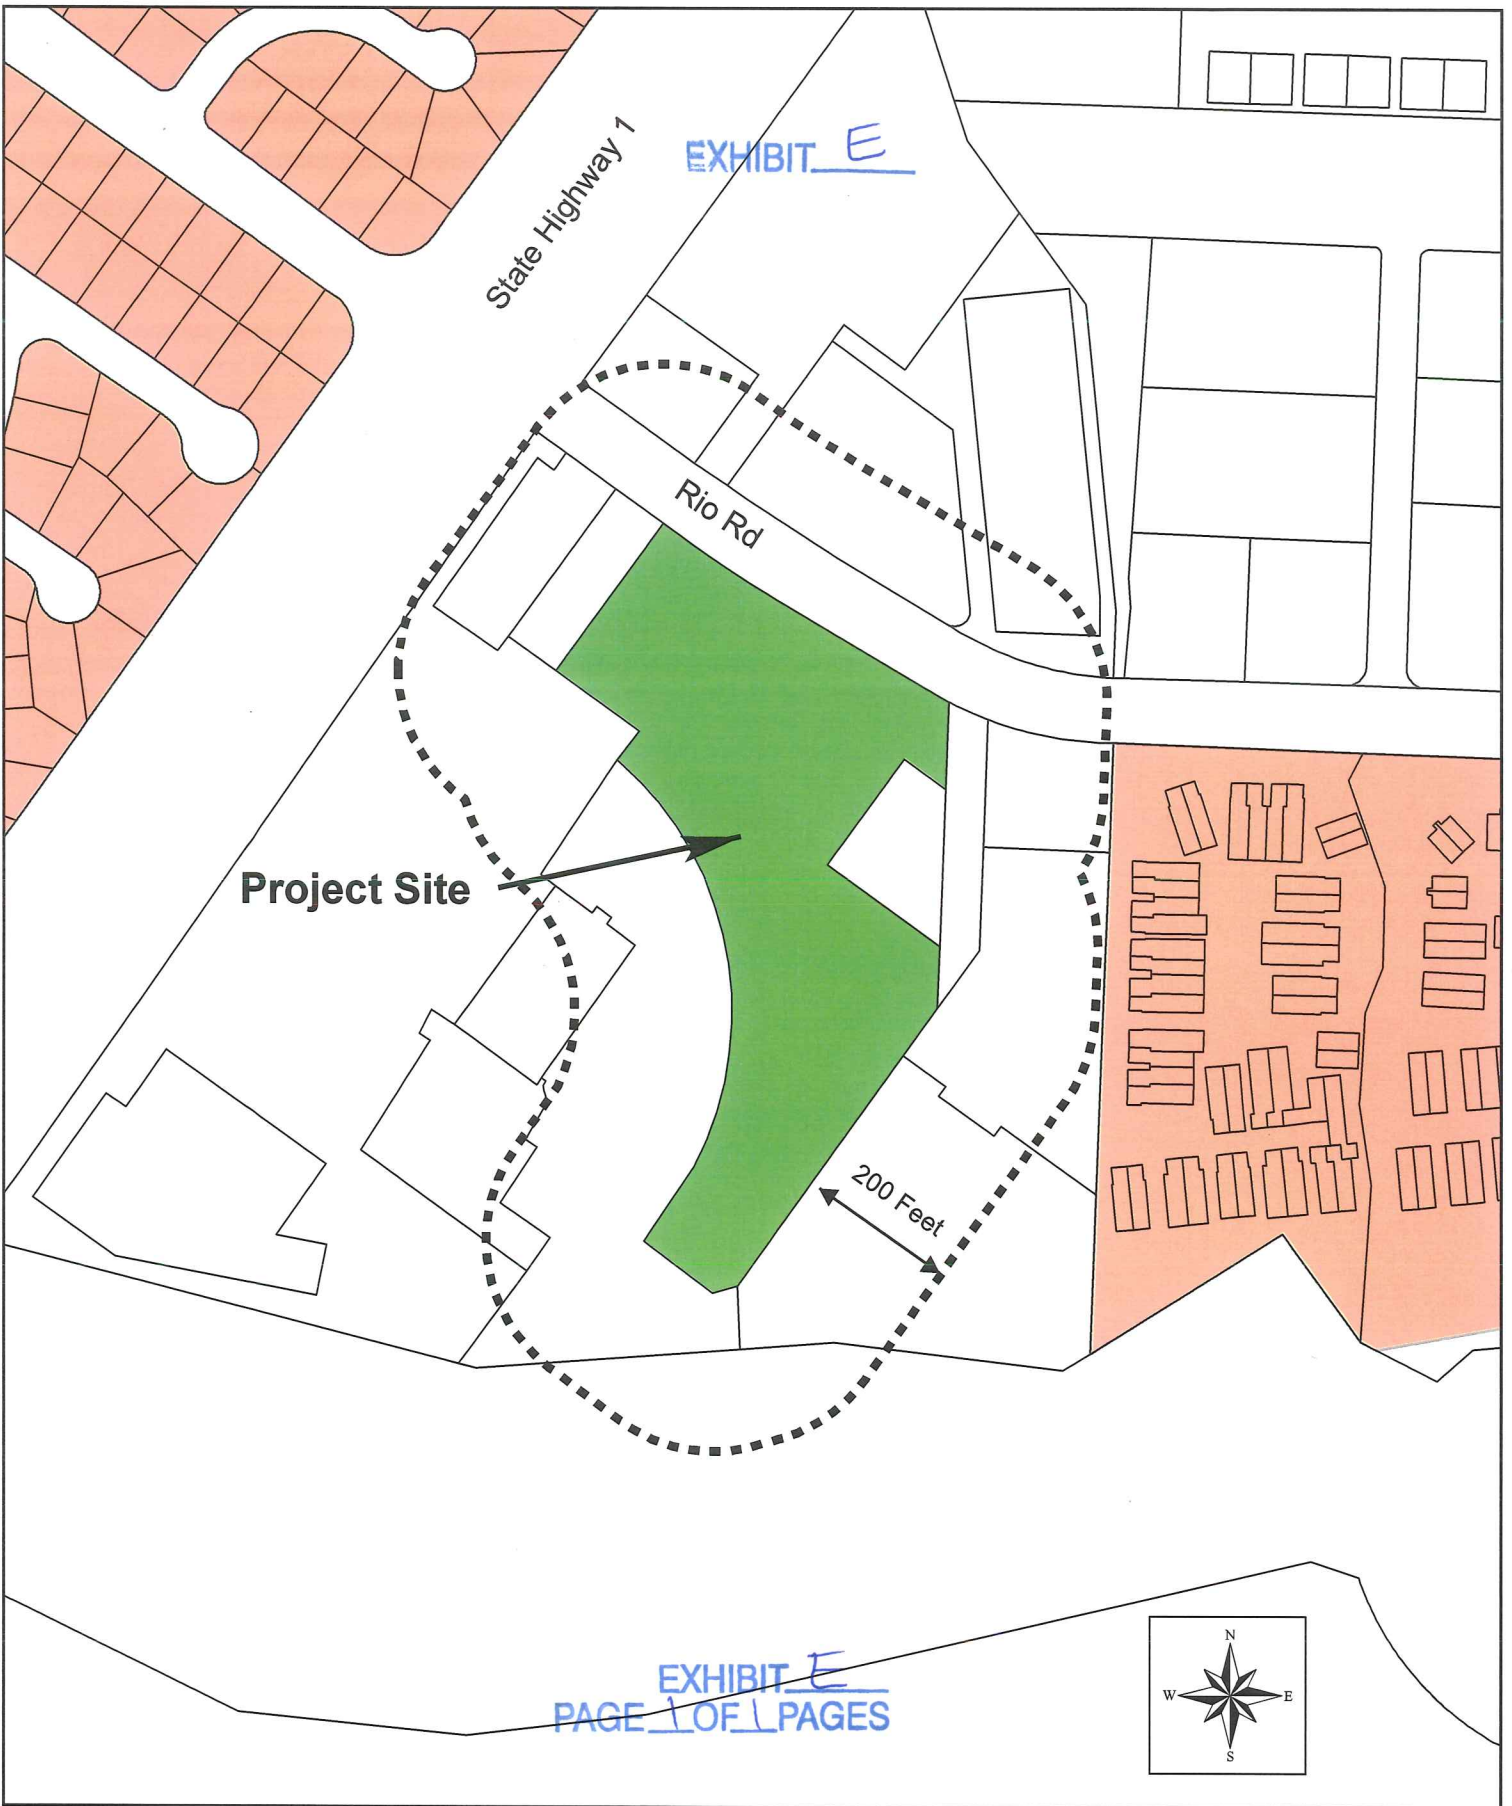 EXHIBIT E
State Highway 1
Rio Rd
Project Site
200 Feet
EXHIBIT E
PAGE 1 OF 1 PAGES
N
W E
S